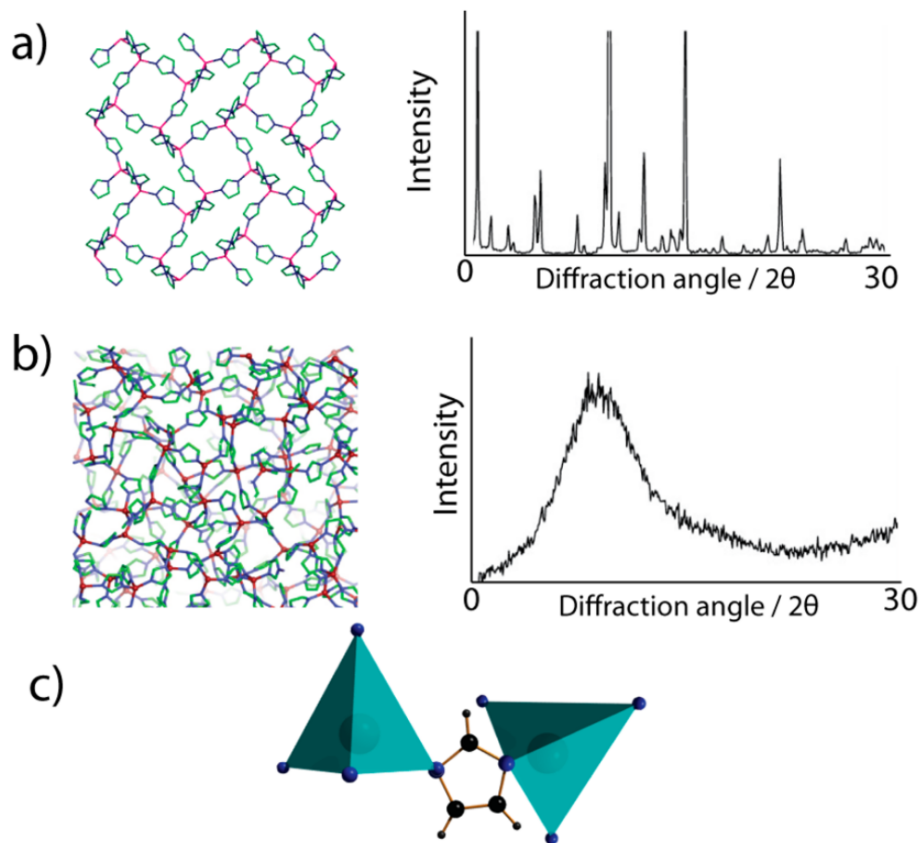 a)
Intensity
0
Diffraction angle / 2θ
30
b)
Intensity
0
Diffraction angle / 2θ
30
c)